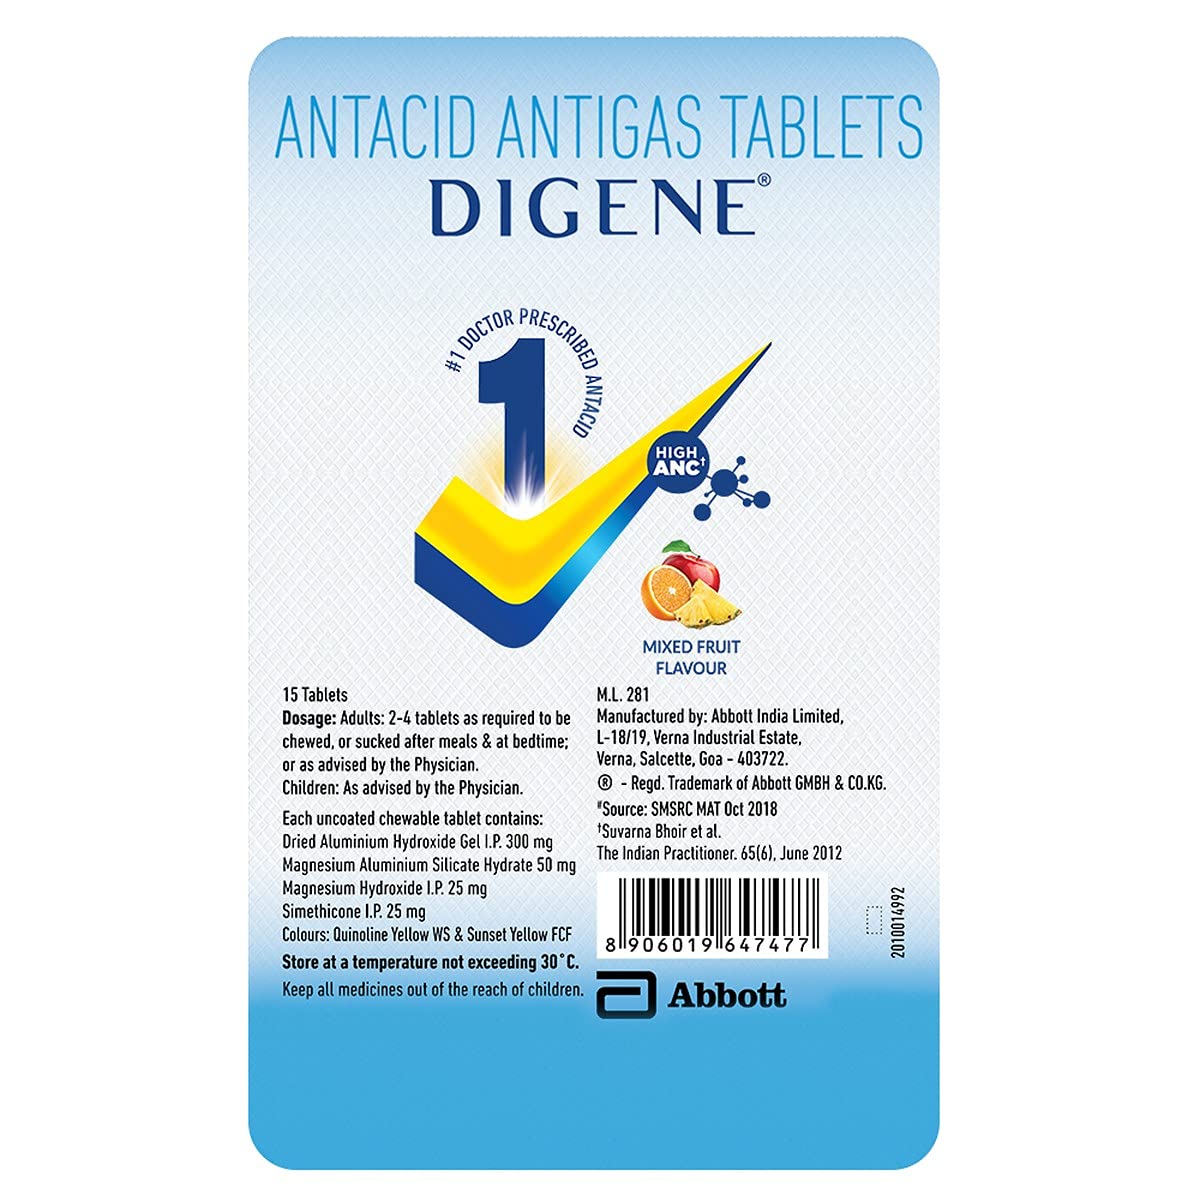 ANTACID ANTIGAS TABLETS
DIGENE®
#1 DOCTOR PRESCRIBED ANTACID
1
HIGH
ANC†
MIXED FRUIT
FLAVOUR
15 Tablets
Dosage: Adults: 2-4 tablets as required to be
chewed, or sucked after meals & at bedtime;
or as advised by the Physician.
Children: As advised by the Physician.
Each uncoated chewable tablet contains:
Dried Aluminium Hydroxide Gel I.P. 300 mg
Magnesium Aluminium Silicate Hydrate 50 mg
Magnesium Hydroxide I.P. 25 mg
Simethicone I.P. 25 mg
Colours: Quinoline Yellow WS & Sunset Yellow FCF
Store at a temperature not exceeding 30˚C.
Keep all medicines out of the reach of children.
M.L. 281
Manufactured by: Abbott India Limited,
L-18/19, Verna Industrial Estate,
Verna, Salcette, Goa - 403722.
® - Regd. Trademark of Abbott GMBH & CO.KG.
#Source: SMSRC MAT Oct 2018
†Suvarna Bhoir et al.
The Indian Practitioner. 65(6), June 2012
8 906019 647477
2010014992
Abbott